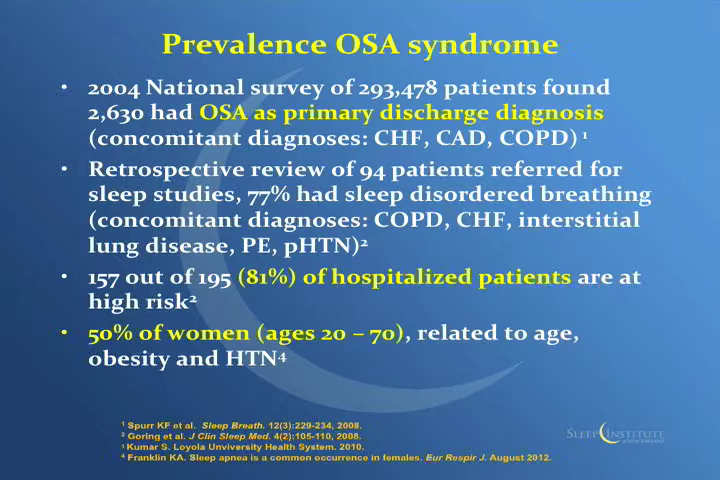 Prevalence OSA syndrome
• 2004 National survey of 293,478 patients found
2,630 had OSA as primary discharge diagnosis
(concomitant diagnoses: CHF, CAD, COPD) 1
• Retrospective review of 94 patients referred for
sleep studies, 77% had sleep disordered breathing
(concomitant diagnoses: COPD, CHF, interstitial
lung disease, PE, pHTN)2
• 157 out of 195 (81%) of hospitalized patients are at
high risk2
• 50% of women (ages 20 – 70), related to age,
obesity and HTN4
1 Spurr KF et al. Sleep Breath. 12(3):229-234, 2008.
2 Goring et al. J Clin Sleep Med. 4(2):105-110, 2008.
3 Kumar S. Loyola Unviversity Health System. 2010.
4 Franklin KA. Sleep apnea is a common occurrence in females. Eur Respir J. August 2012.
SLEEP INSTITUTE